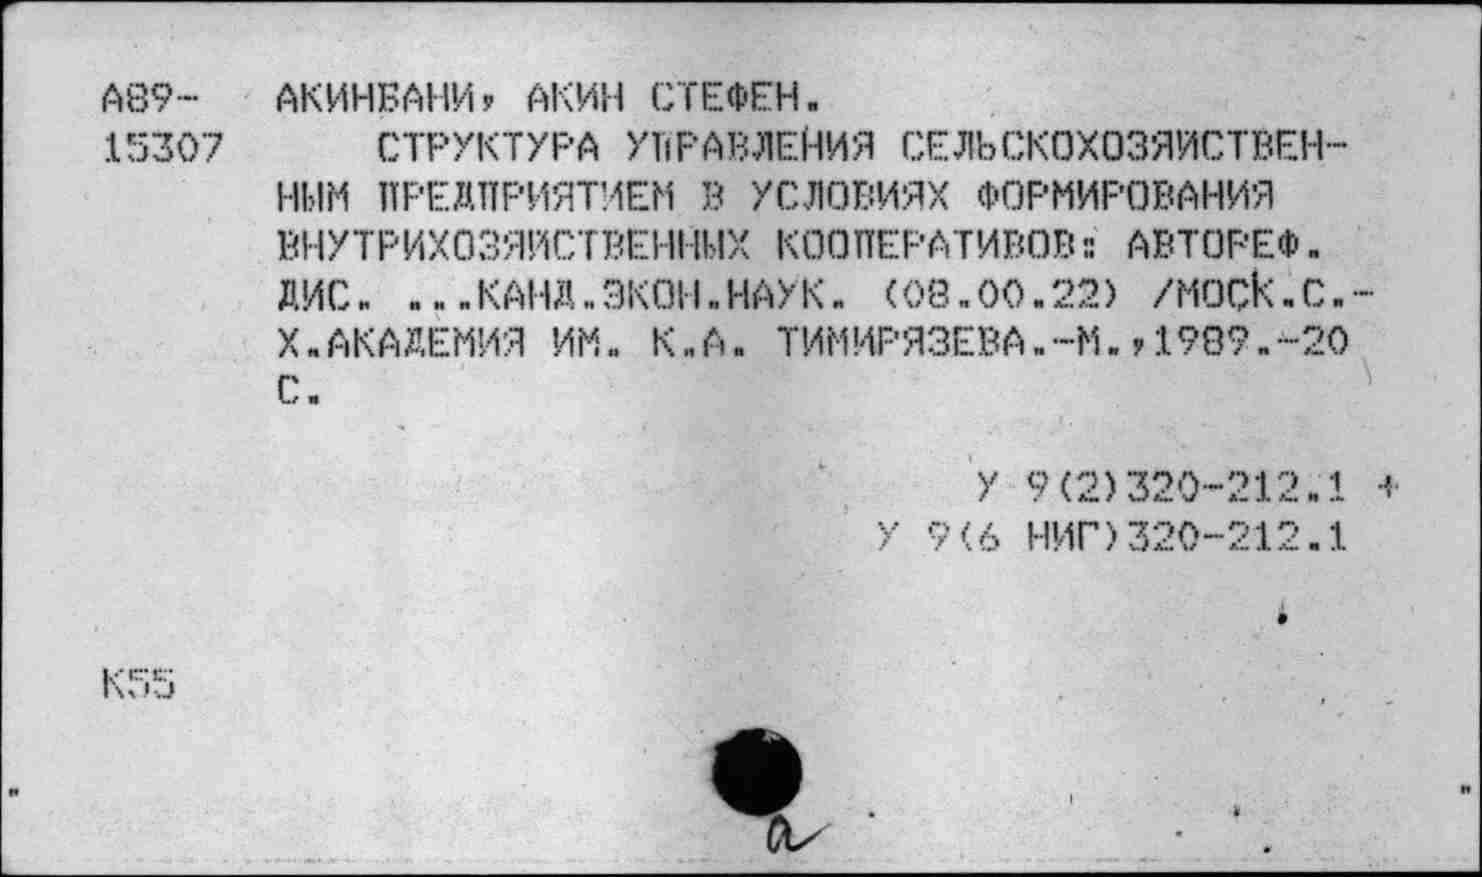 А89- АКИНБАНИ, АКИН СТЕФЕН.
15307 СТРУКТУРА УПРАВЛЕНИЯ СЕЛЬСКОХОЗЯЙСТВЕН-
НЫМ ПРЕДПРИЯТИЕМ В УСЛОВИЯХ ФОРМИРОВАНИЯ
ВНУТРИХОЗЯЙСТВЕННЫХ КООПЕРАТИВОВ: АВТОРЕФ.
ДИС. ...КАНД.ЭКОН.НАУК. (08.00.22) /МОСК.С.-
Х.АКАДЕМИЯ ИМ. К.А. ТИМИРЯЗЕВА.-М.,1989.-20
С.
У 9(2)320-212.1 +
У 9(6 НИГ)320-212.1
К55